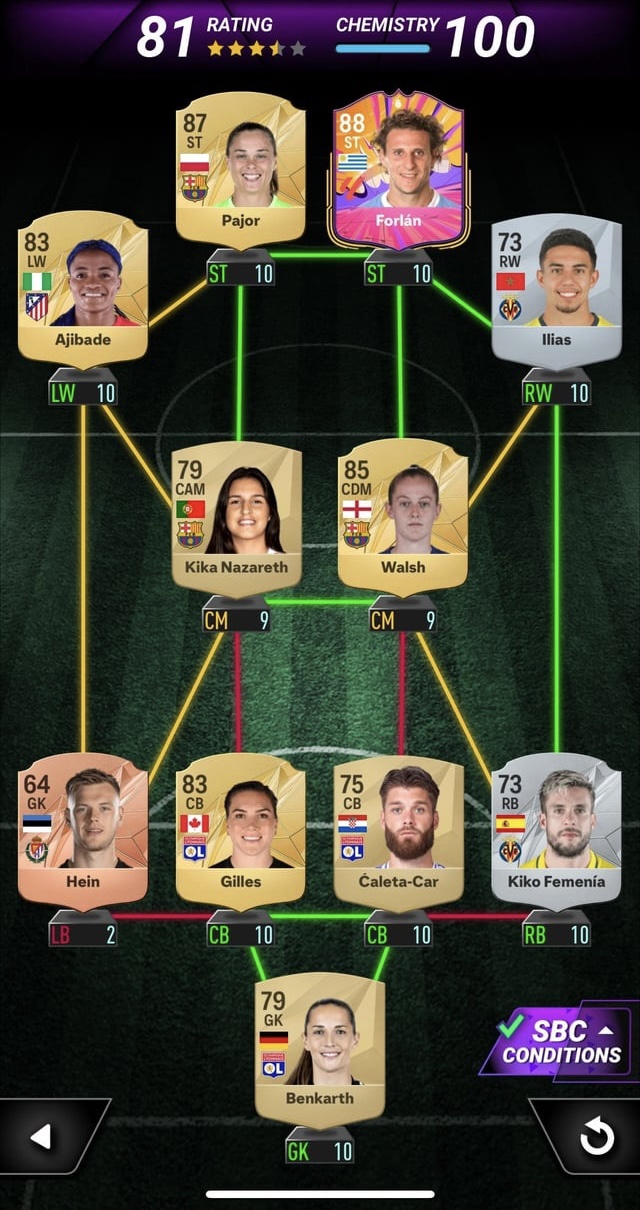 81 RATING CHEMISTRY 100
87
ST
Pajor
ST 10
88
ST
Forlán
ST 10
83
LW
Ajibade
LW 10
73
RW
Ilias
RW 10
79
CAM
Kika Nazareth
CM 9
85
CDM
Walsh
CM 9
64
GK
Hein
LB 2
83
CB
Gilles
CB 10
75
CB
Ćaleta-Car
CB 10
73
RB
Kiko Femenía
RB 10
79
GK
Benkarth
GK 10
SBC
CONDITIONS